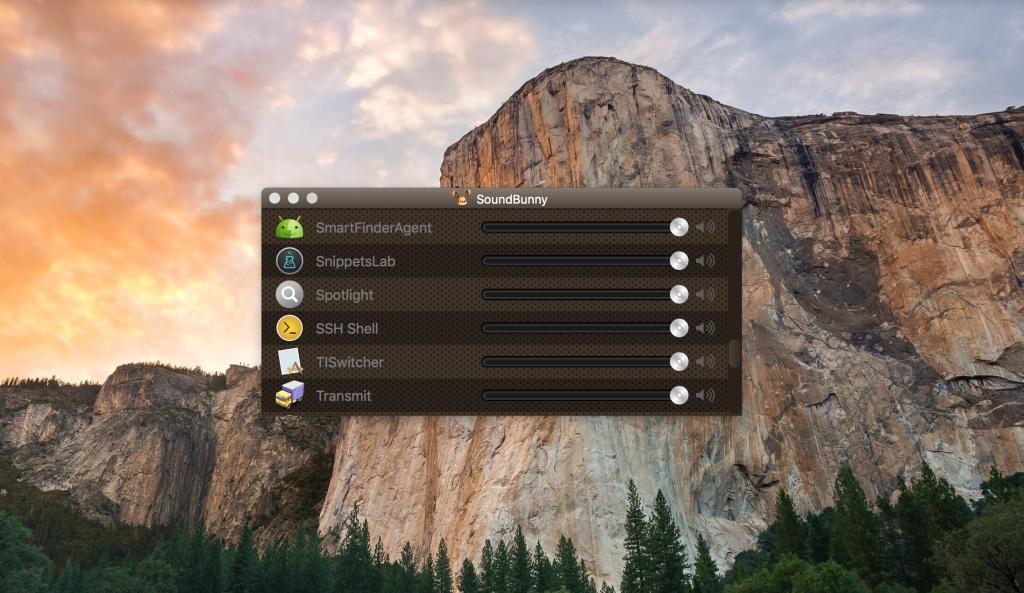 SoundBunny
SmartFinderAgent
SnippetsLab
Spotlight
SSH Shell
TISwitcher
Transmit